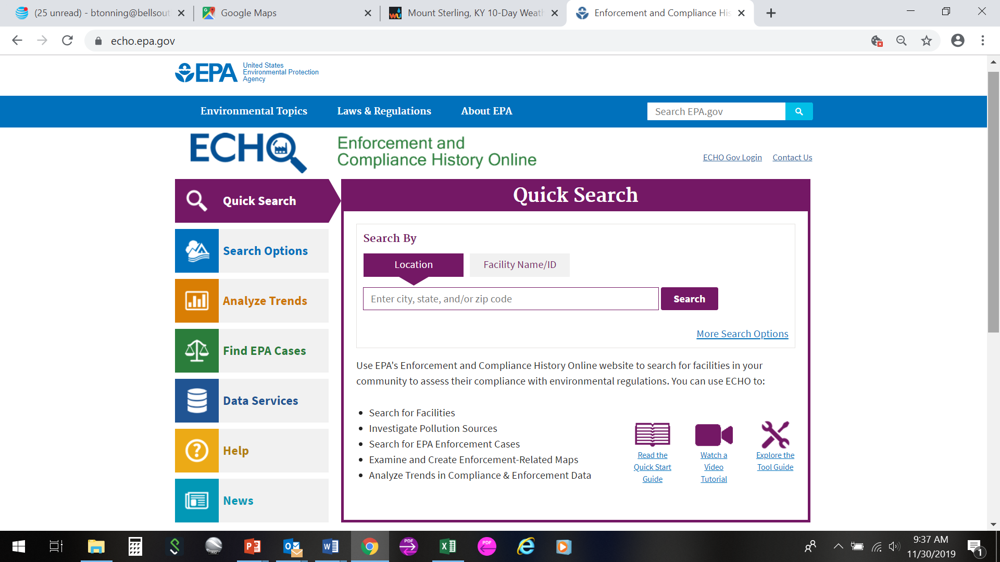 (25 unread) - btonning@bellsout
Google Maps
Mount Sterling, KY 10-Day Weath
Enforcement and Compliance His
echo.epa.gov
EPA
United States
Environmental Protection
Agency
Environmental Topics
Laws & Regulations
About EPA
Search EPA.gov
ECHO
Enforcement and
Compliance History Online
ECHO Gov Login
Contact Us
Quick Search
Search Options
Analyze Trends
Find EPA Cases
Data Services
Help
News
Quick Search
Search By
Location
Facility Name/ID
Enter city, state, and/or zip code
Search
More Search Options
Use EPA's Enforcement and Compliance History Online website to search for facilities in your
community to assess their compliance with environmental regulations. You can use ECHO to:
Search for Facilities
Investigate Pollution Sources
Search for EPA Enforcement Cases
Examine and Create Enforcement-Related Maps
Analyze Trends in Compliance & Enforcement Data
Read the
Quick Start
Guide
Watch a
Video
Tutorial
Explore the
Tool Guide
PRO
PDF
PDF
9:37 AM
11/30/2019
1